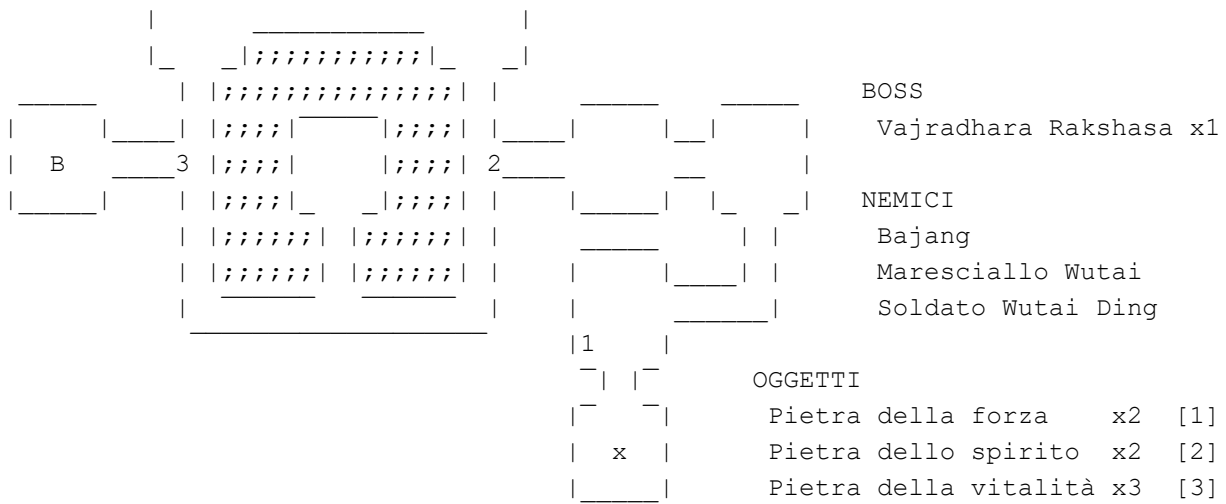 BOSS
Vajradhara Rakshasa x1
B
3
2
NEMICI
Bajang
Maresciallo Wutai
Soldato Wutai Ding
1
OGGETTI
Pietra della forza x2 [1]
x Pietra dello spirito x2 [2]
Pietra della vitalità x3 [3]